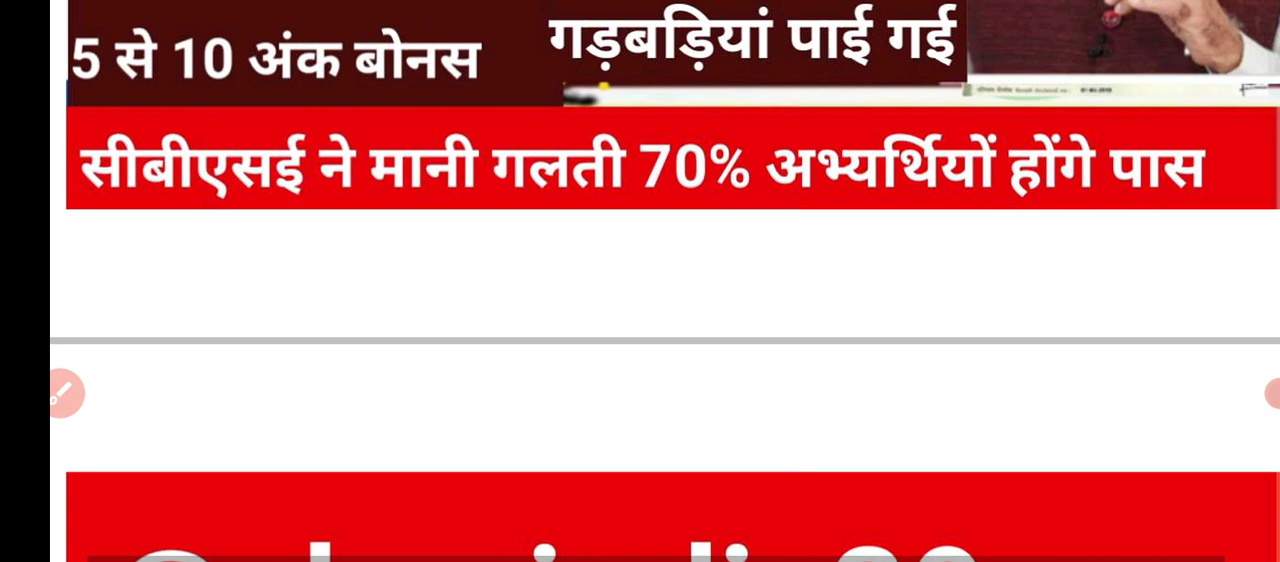 5 से 10 अंक बोनस
गड़बड़ियां पाई गई
सीबीएसई ने मानी गलती 70% अभ्यर्थियों होंगे पास